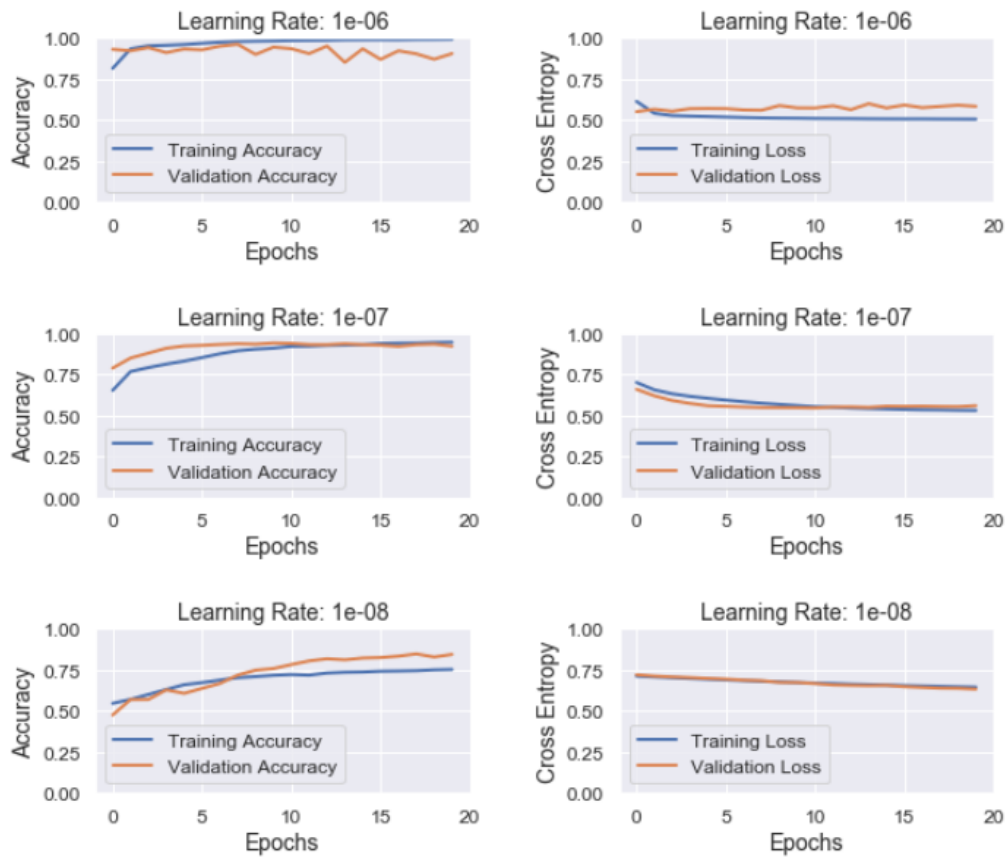 Learning Rate: 1e-06
1.00
0.75
0.50
0.25
0.00
Accuracy
Training Accuracy
Validation Accuracy
0 5 10 15 20
Epochs
Learning Rate: 1e-06
1.00
0.75
0.50
0.25
0.00
Cross Entropy
Training Loss
Validation Loss
0 5 10 15 20
Epochs
Learning Rate: 1e-07
1.00
0.75
0.50
0.25
0.00
Accuracy
Training Accuracy
Validation Accuracy
0 5 10 15 20
Epochs
Learning Rate: 1e-07
1.00
0.75
0.50
0.25
0.00
Cross Entropy
Training Loss
Validation Loss
0 5 10 15 20
Epochs
Learning Rate: 1e-08
1.00
0.75
0.50
0.25
0.00
Accuracy
Training Accuracy
Validation Accuracy
0 5 10 15 20
Epochs
Learning Rate: 1e-08
1.00
0.75
0.50
0.25
0.00
Cross Entropy
Training Loss
Validation Loss
0 5 10 15 20
Epochs